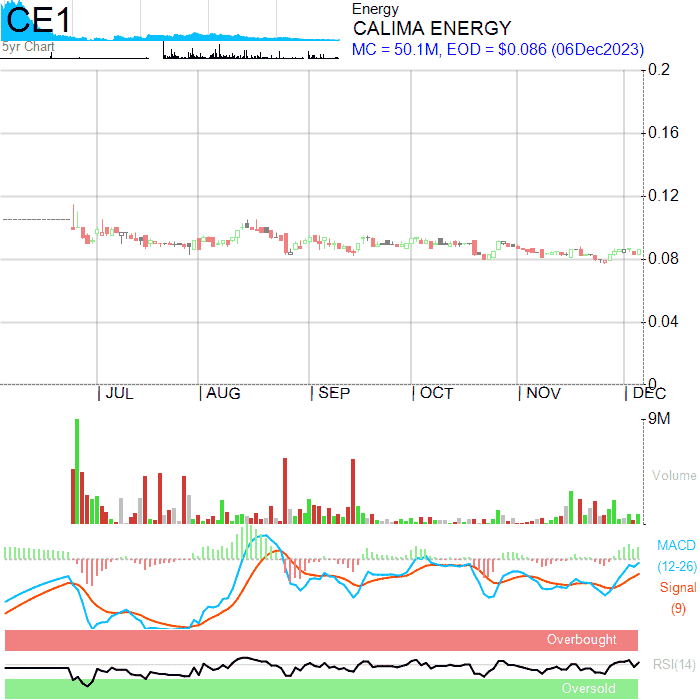 CE1
5yr Chart
Energy
CALIMA ENERGY
MC = 50.1M, EOD = $0.086 (06Dec2023)
0.2
0.16
0.12
0.08
0.04
0
JUL
AUG
SEP
OCT
NOV
DEC
9M
Volume
MACD
(12-26)
Signal
(9)
Overbought
RSI(14)
Oversold